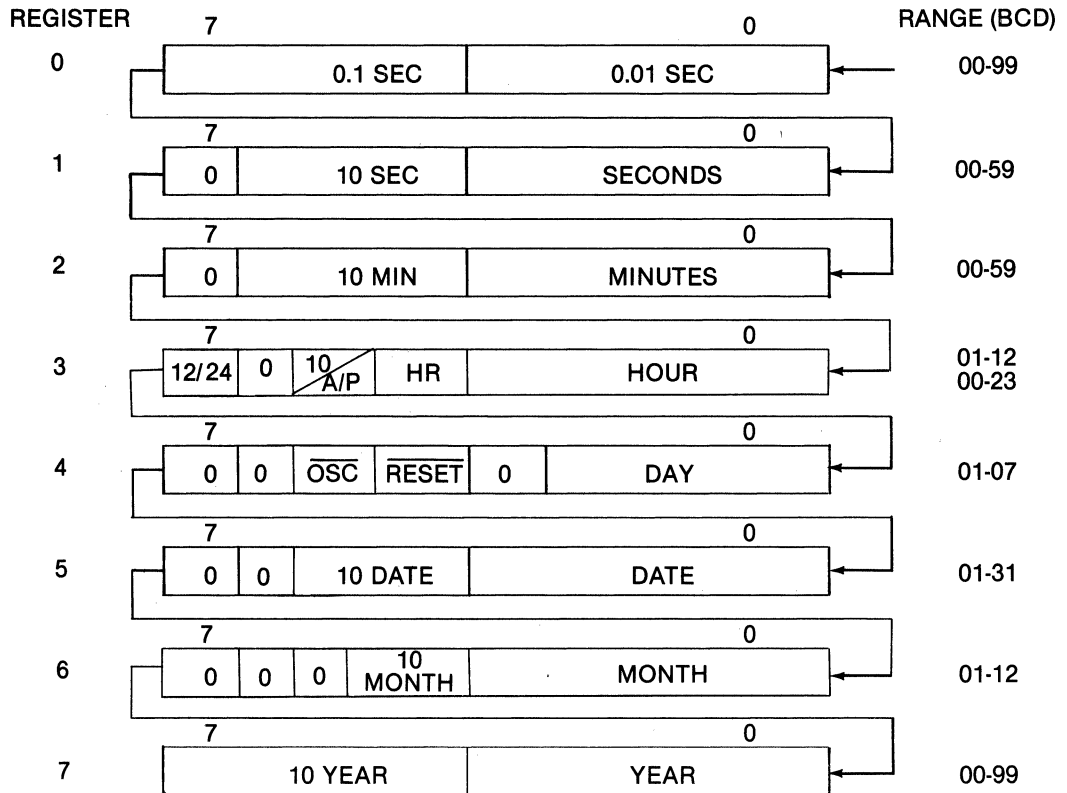 REGISTER 7 0 RANGE (BCD)
0 0.1 SEC 0.01 SEC 00-99
7 0
1 0 10 SEC SECONDS 00-59
7 0
2 0 10 MIN MINUTES 00-59
7 0
3 12/24 0 10 A/P HR HOUR 01-12
00-23
7 0
4 0 0 OSC RESET 0 DAY 01-07
7 0
5 0 0 10 DATE DATE 01-31
7 0
6 0 0 0 10 MONTH MONTH 01-12
7 0
7 10 YEAR YEAR 00-99